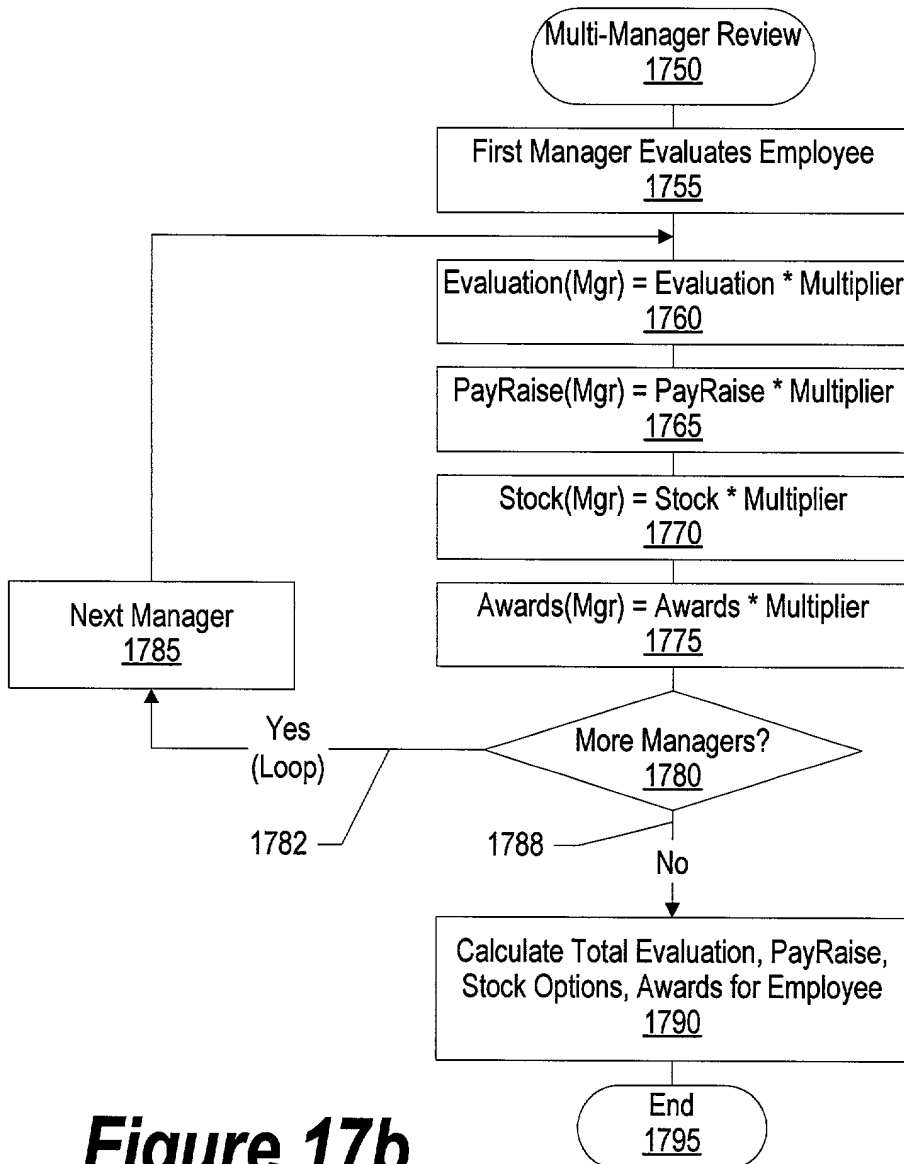 Multi-Manager Review
1750
First Manager Evaluates Employee
1755
Evaluation(Mgr) = Evaluation * Multiplier
1760
PayRaise(Mgr) = PayRaise * Multiplier
1765
Stock(Mgr) = Stock * Multiplier
1770
Awards(Mgr) = Awards * Multiplier
1775
Next Manager
1785
More Managers?
1780
Yes
(Loop)
1782
1788
No
Calculate Total Evaluation, PayRaise,
Stock Options, Awards for Employee
1790
End
1795
Figure 17b